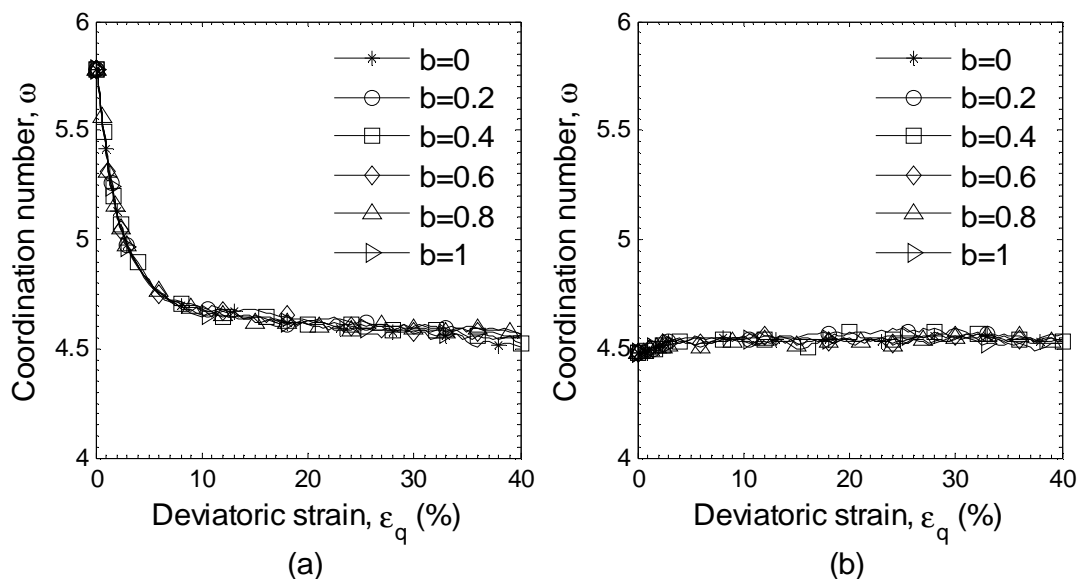 6
5.5
5
4.5
4
Coordination number, ω
b=0
b=0.2
b=0.4
b=0.6
b=0.8
b=1
0 10 20 30 40
Deviatoric strain, ε_q (%)
(a)
6
5.5
5
4.5
4
Coordination number, ω
b=0
b=0.2
b=0.4
b=0.6
b=0.8
b=1
0 10 20 30 40
Deviatoric strain, ε_q (%)
(b)